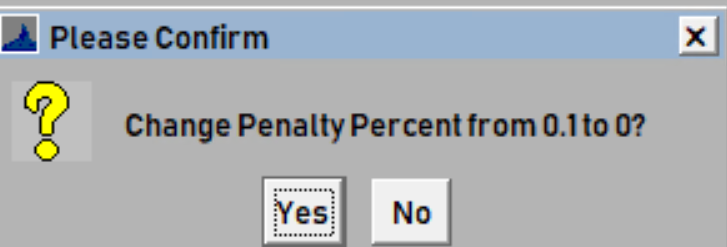 Please Confirm
Change Penalty Percent from 0.1 to 0?
Yes No